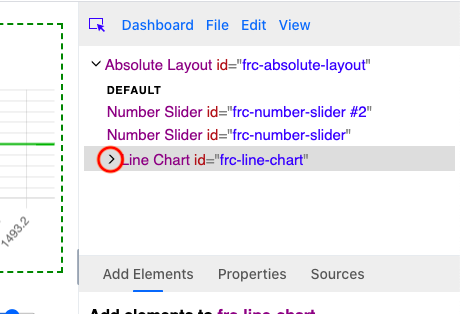 Dashboard File Edit View
Absolute Layout id="frc-absolute-layout"
DEFAULT
Number Slider id="frc-number-slider #2"
Number Slider id="frc-number-slider"
Line Chart id="frc-line-chart"
1493.2
Add Elements Properties Sources
Add elements to frc-line-chart